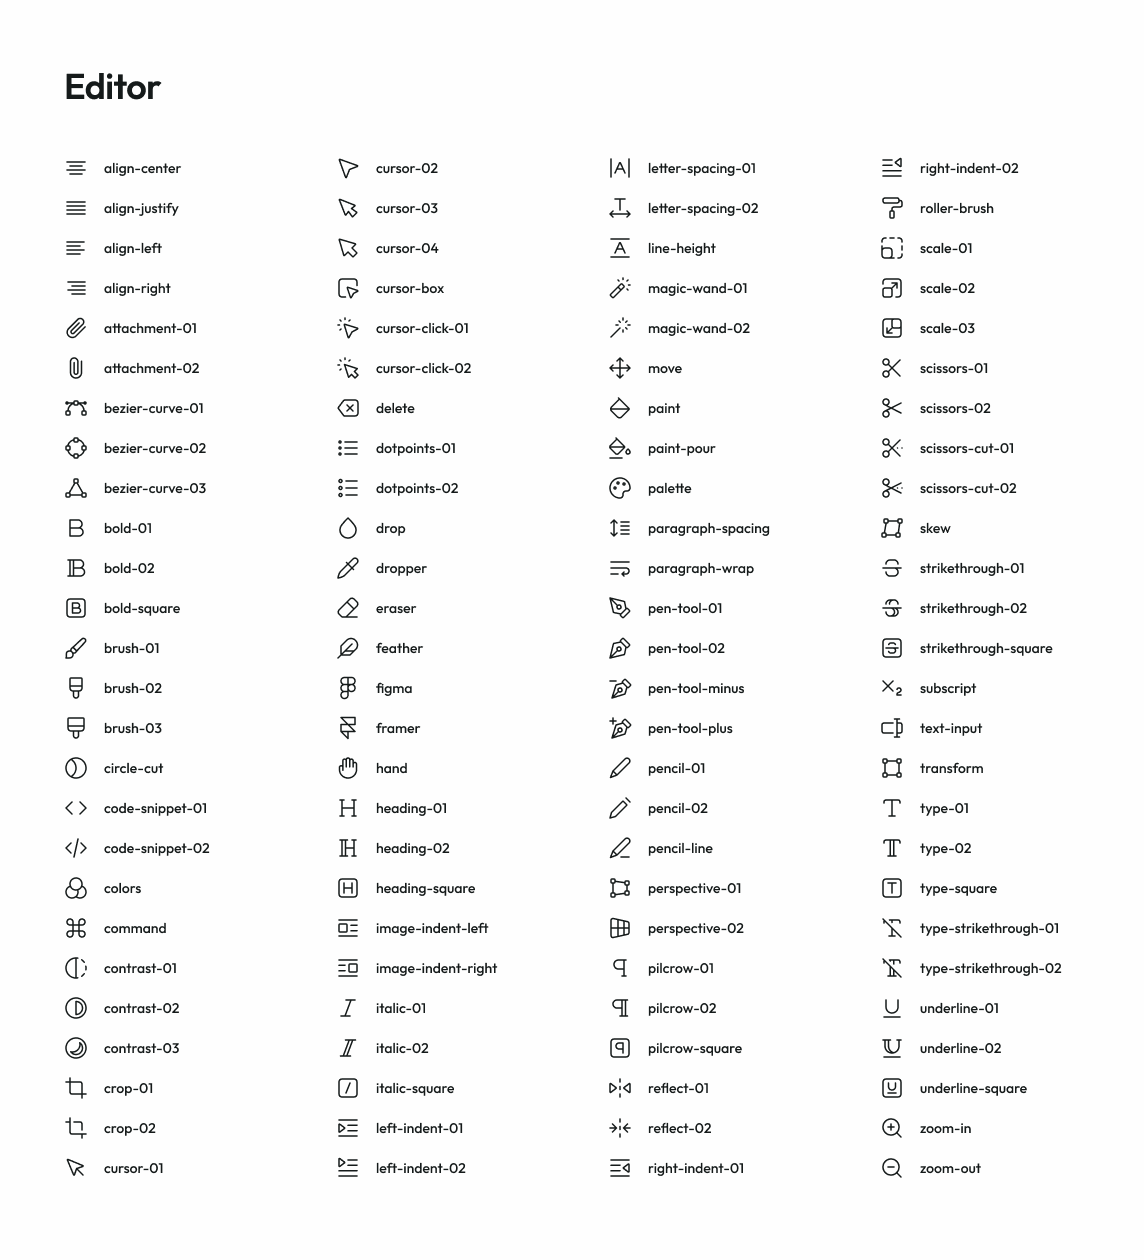 Editor
align-center
align-justify
align-left
align-right
attachment-01
attachment-02
bezier-curve-01
bezier-curve-02
bezier-curve-03
bold-01
bold-02
bold-square
brush-01
brush-02
brush-03
circle-cut
code-snippet-01
code-snippet-02
colors
command
contrast-01
contrast-02
contrast-03
crop-01
crop-02
cursor-01
cursor-02
cursor-03
cursor-04
cursor-box
cursor-click-01
cursor-click-02
delete
dotpoints-01
dotpoints-02
drop
dropper
eraser
feather
figma
framer
hand
heading-01
heading-02
heading-square
image-indent-left
image-indent-right
italic-01
italic-02
italic-square
left-indent-01
left-indent-02
letter-spacing-01
letter-spacing-02
line-height
magic-wand-01
magic-wand-02
move
paint
paint-pour
palette
paragraph-spacing
paragraph-wrap
pen-tool-01
pen-tool-02
pen-tool-minus
pen-tool-plus
pencil-01
pencil-02
pencil-line
perspective-01
perspective-02
pilcrow-01
pilcrow-02
pilcrow-square
reflect-01
reflect-02
right-indent-01
right-indent-02
roller-brush
scale-01
scale-02
scale-03
scissors-01
scissors-02
scissors-cut-01
scissors-cut-02
skew
strikethrough-01
strikethrough-02
strikethrough-square
subscript
text-input
transform
type-01
type-02
type-square
type-strikethrough-01
type-strikethrough-02
underline-01
underline-02
underline-square
zoom-in
zoom-out